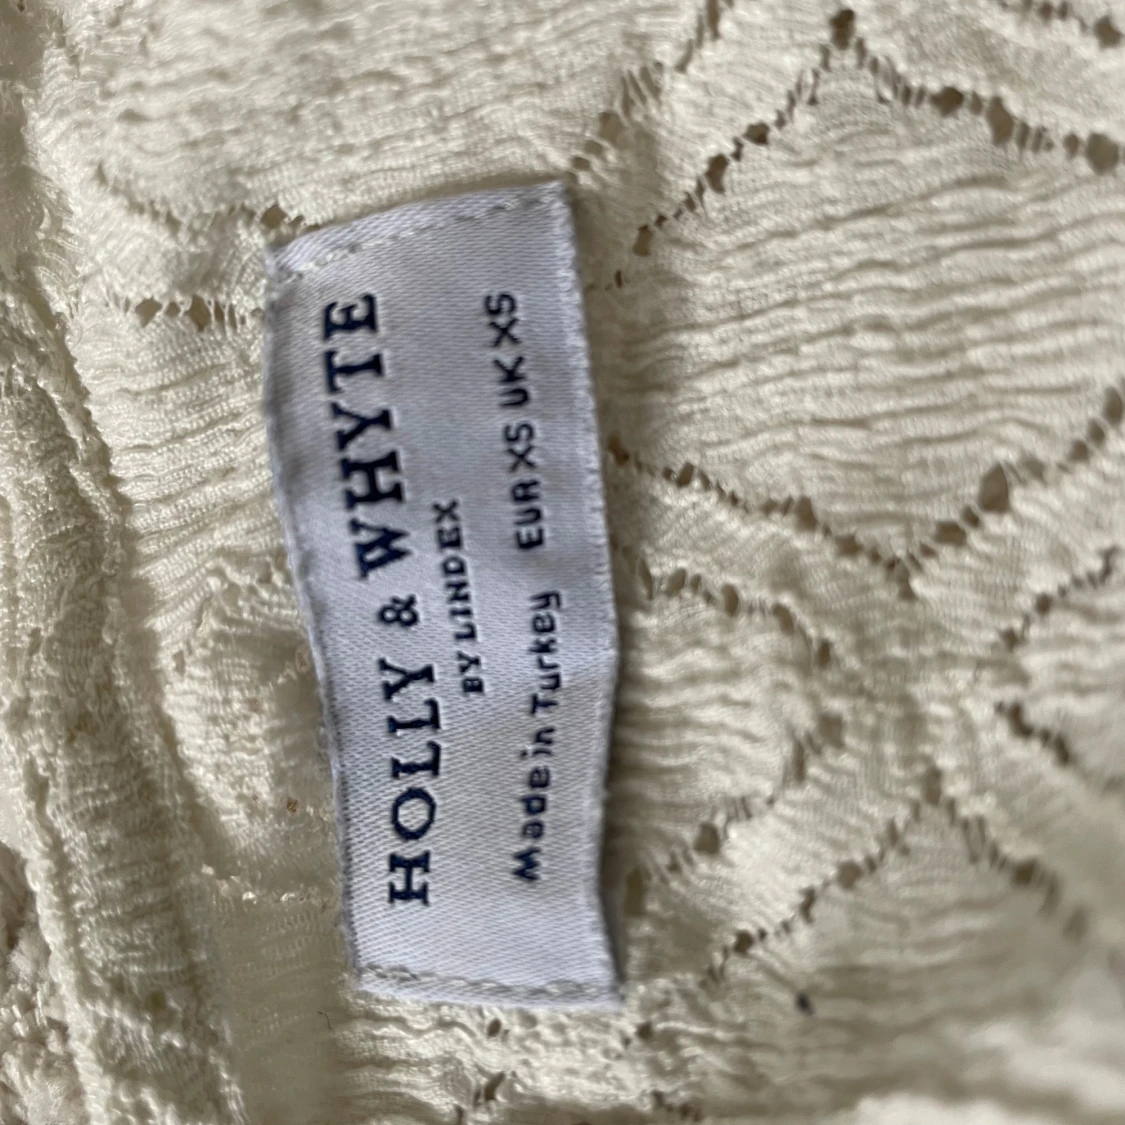 HOLLY & WHYTE
BY LINDEX
Made in Turkey EUR XS UK XS